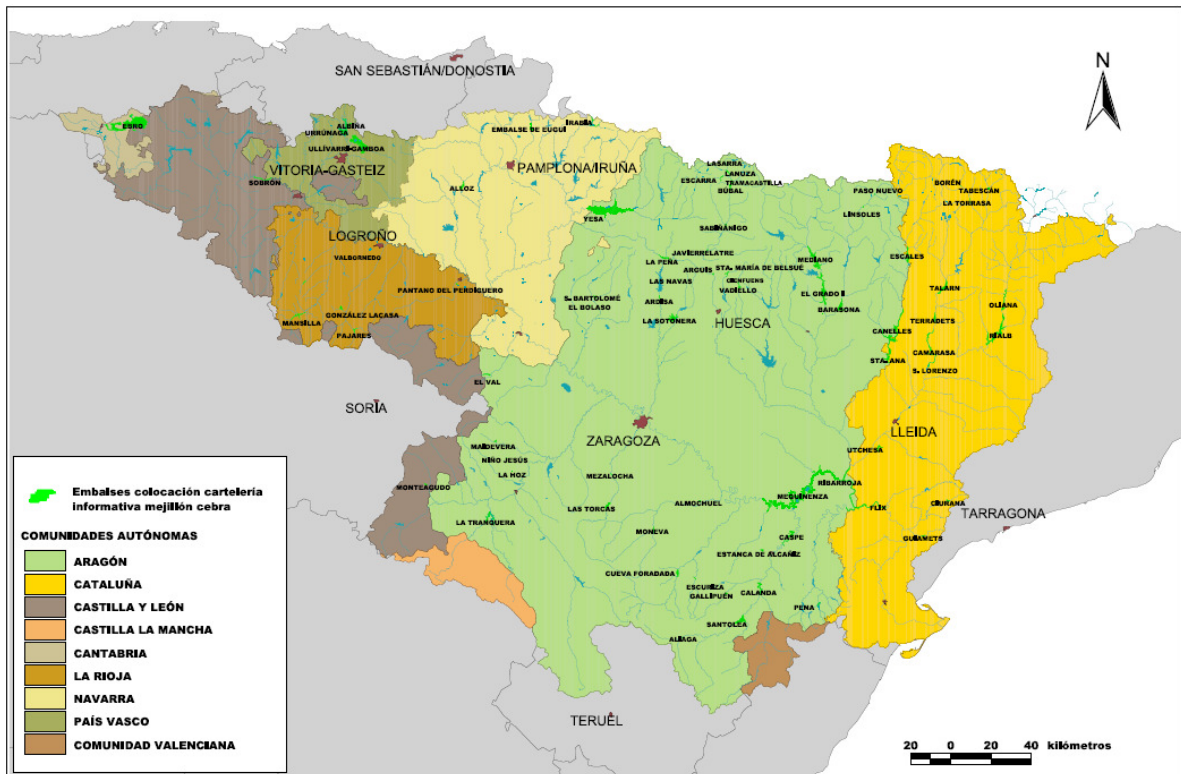 SAN SEBASTIÁN/DONOSTIA
N
EBRO
ALBIÑA
URRÚNAGA
ULLÍVARRI-GAMBOA
VITORIA-GASTEIZ
SOBRÓN
IRABIA
EMBALSE DE EUGUI
PAMPLONA/IRUÑA
ALLOZ
YESA
LASARRA
LANUZA
ESCARRA
TRAMACASTILLA
BÚBAL
PASO NUEVO
LINSOLES
BORÉN
TABESCÁN
LA TORRASA
LOGROÑO
VALBORNEDO
PANTANO DEL PERDIGUERO
GONZÁLEZ LACASA
MANSILLA
PAJARES
SABIÑÁNIGO
JAVIERRELATRE
LA PEÑA
ARGUIS
STA. MARÍA DE BELSUÉ
LAS NAVAS
CIENFUENS
VADIELLO
MEDIANO
ESCALES
EL GRADO I
BARASONA
S. BARTOLOMÉ
EL BOLASO
ARDISA
LA SOTONERA
HUESCA
TALARN
OLIANA
TERRADETS
RIALB
CANELLES
CAMARASA
STA. ANA
S. LORENZO
EL VAL
SORIA
ZARAGOZA
LLEIDA
MAIDEVERA
NIÑO JESÚS
LA HOZ
MONTEAGUDO
MEZALOCHA
UTCHESA
RIBARROJA
MEQUINENZA
ALMOCHUEL
LAS TORCAS
LA TRANQUERA
MONEVA
FLIX
CIURANA
TARRAGONA
GUIAMETS
CASPE
ESTANCA DE ALCAÑIZ
CUEVA FORADADA
ESCURIZA
GALLIPUÉN
CALANDA
PENA
SANTOLEA
ALIAGA
TERUEL
Embalses colocación cartelería
informativa mejillón cebra
COMUNIDADES AUTÓNOMAS
ARAGÓN
CATALUÑA
CASTILLA Y LEÓN
CASTILLA LA MANCHA
CANTABRIA
LA RIOJA
NAVARRA
PAÍS VASCO
COMUNIDAD VALENCIANA
20 0 20 40 kilómetros